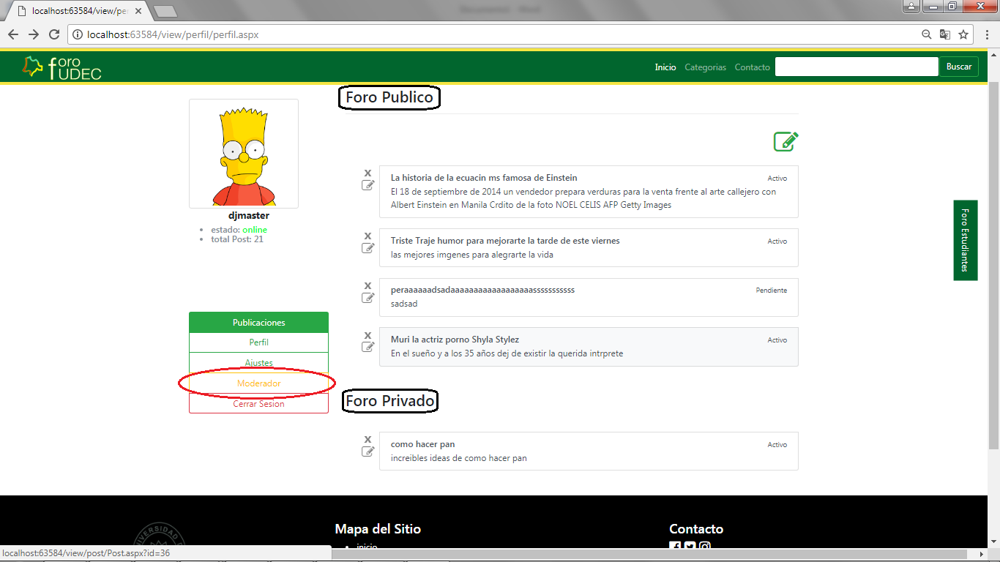 localhost:63584/view/per
localhost:63584/view/perfil/perfil.aspx
foro
UDEC
Inicio Categorias Contacto Buscar
Foro Publico
djmaster
estado: online
total Post: 21
Publicaciones
Perfil
Ajustes
Moderador
Cerrar Sesion
X
La historia de la ecuacin ms famosa de Einstein Activo
El 18 de septiembre de 2014 un vendedor prepara verduras para la venta frente al arte callejero con
Albert Einstein en Manila Crdito de la foto NOEL CELIS AFP Getty Images
X
Triste Traje humor para mejorarte la tarde de este viernes Activo
las mejores imgenes para alegrarte la vida
X
Pendiente
sadsad
X
Muri la actriz porno Shyla Stylez Activo
En el sueño y a los 35 años dej de existir la querida intrprete
Foro Privado
X
como hacer pan Activo
increibles ideas de como hacer pan
Foro Estudiantes
UNIVERSIDAD D
Mapa del Sitio
inicio
Contacto
localhost:63584/view/post/Post.aspx?id=36